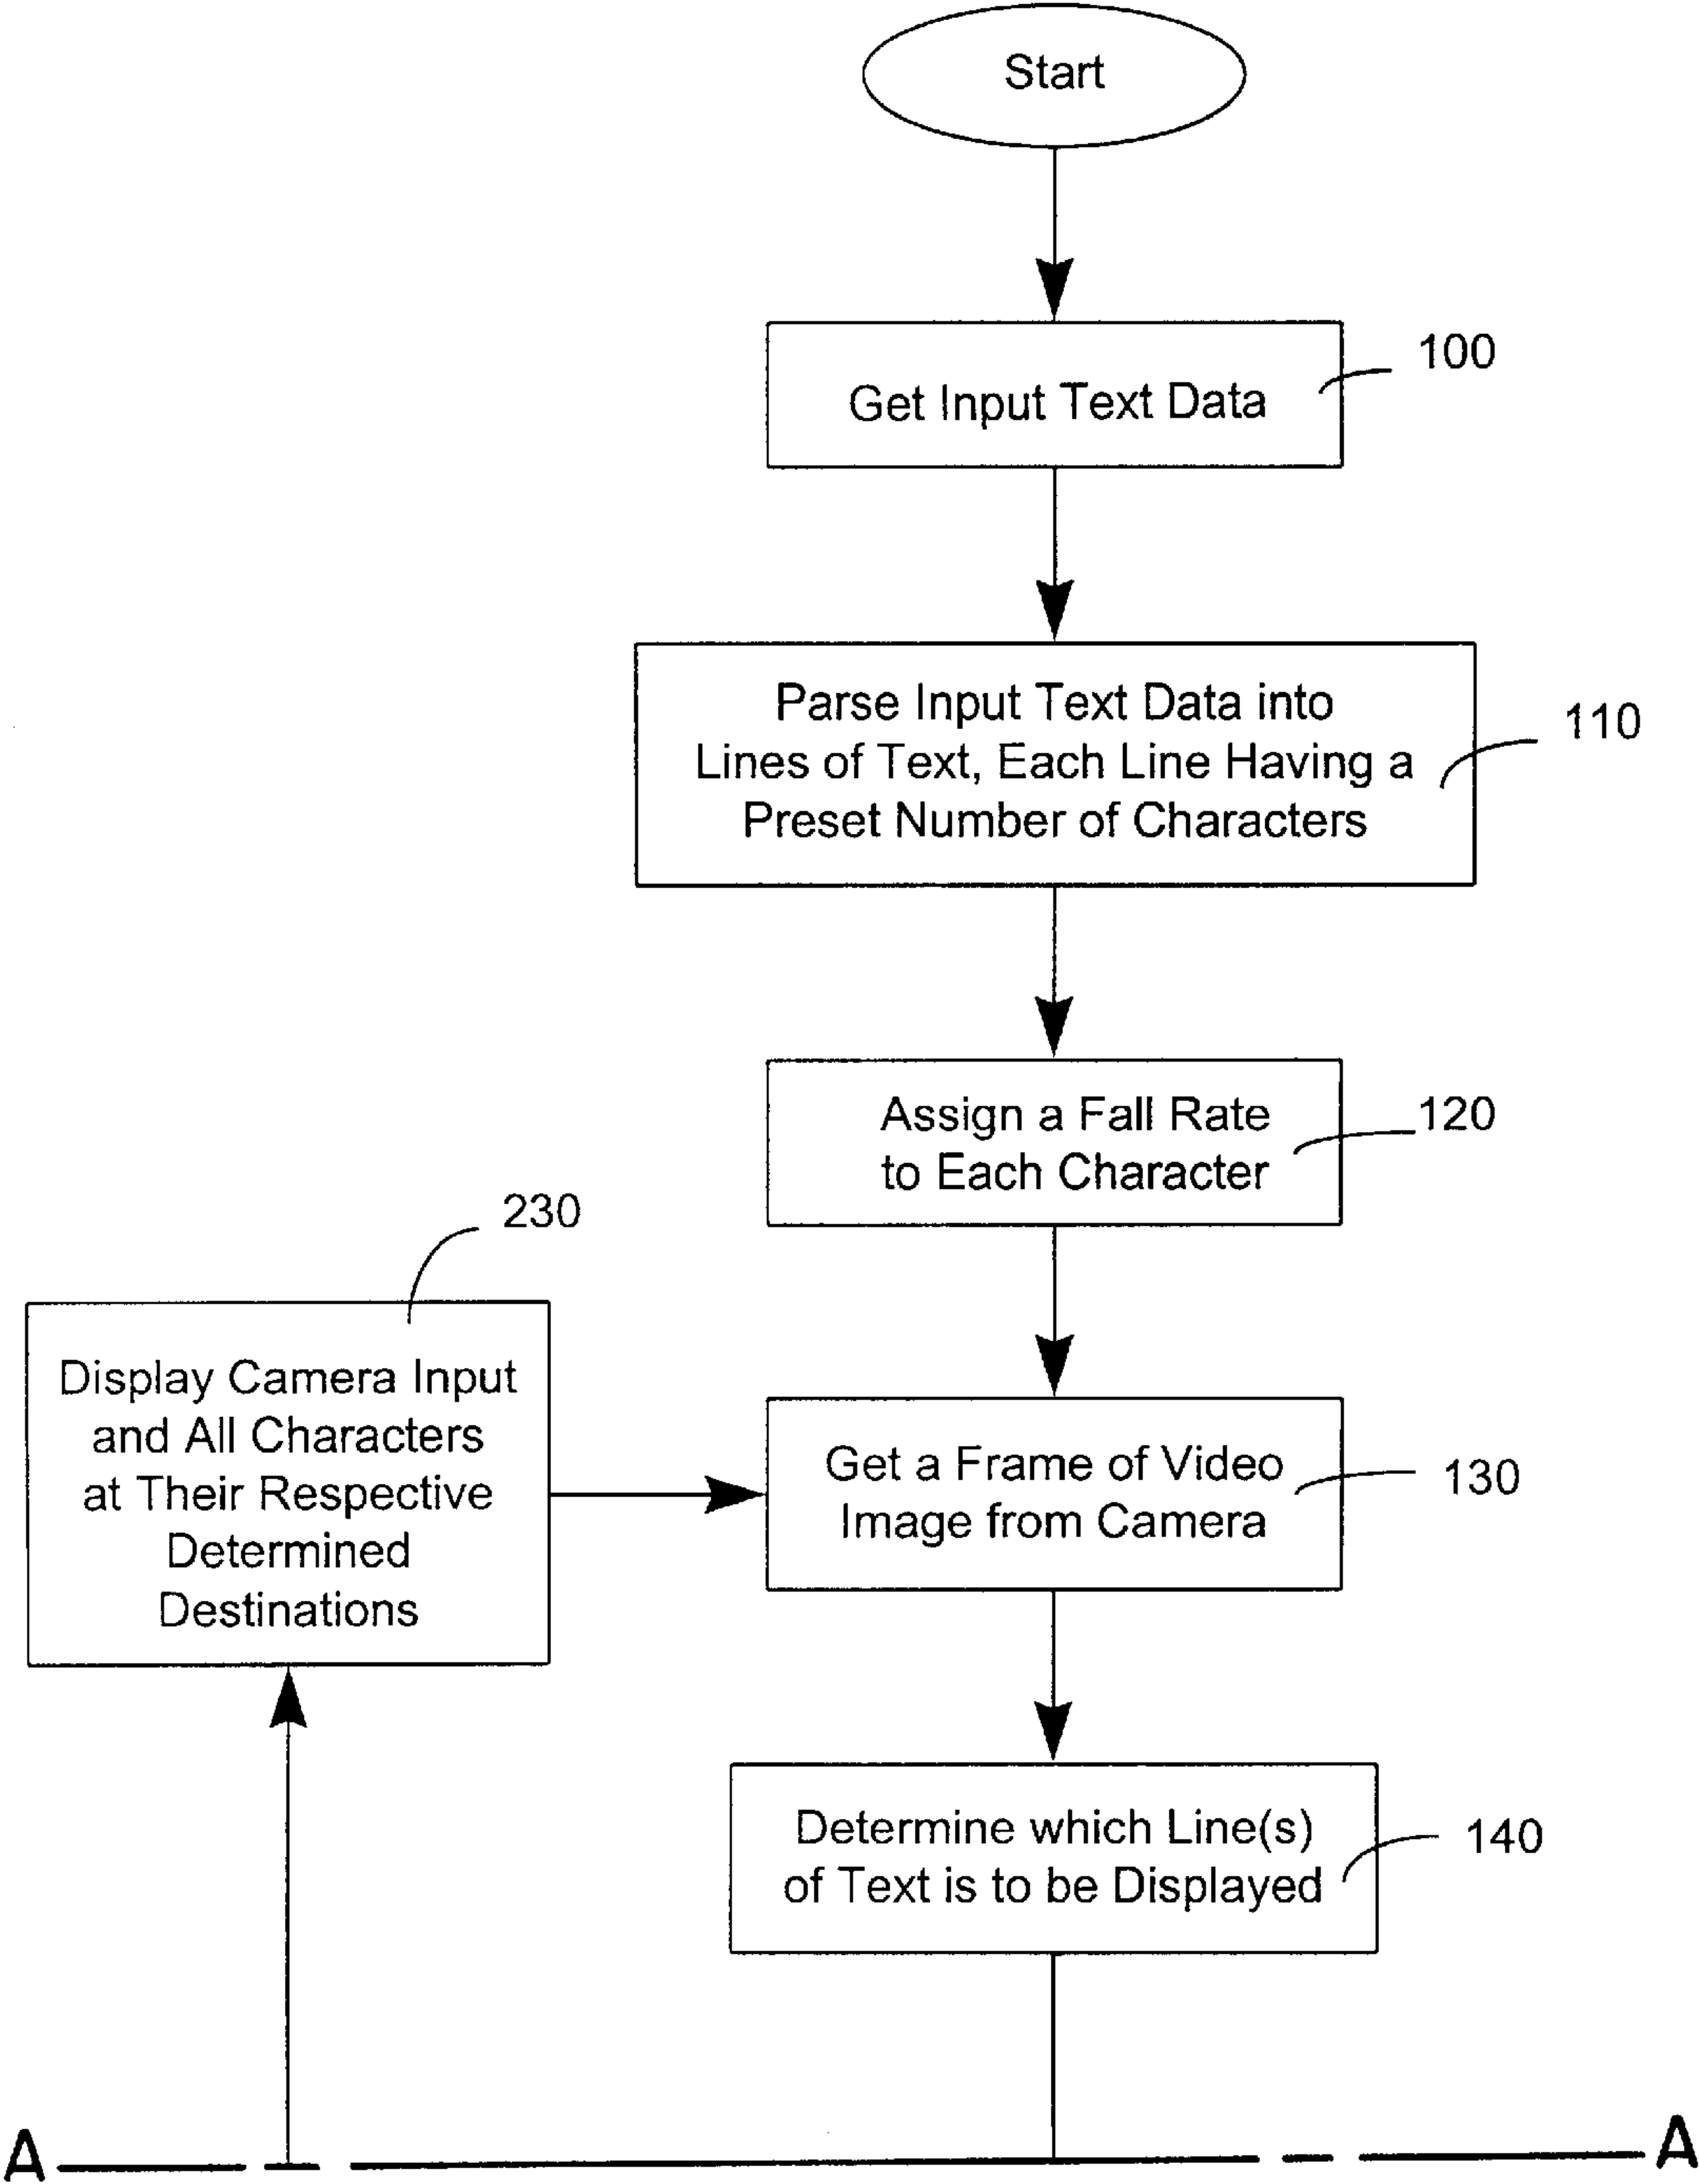 Start
100
Get Input Text Data
Parse Input Text Data into
Lines of Text, Each Line Having a
Preset Number of Characters
110
Assign a Fall Rate
to Each Character
120
230
Display Camera Input
and All Characters
at Their Respective
Determined
Destinations
Get a Frame of Video
Image from Camera
130
Determine which Line(s)
of Text is to be Displayed
140
A A